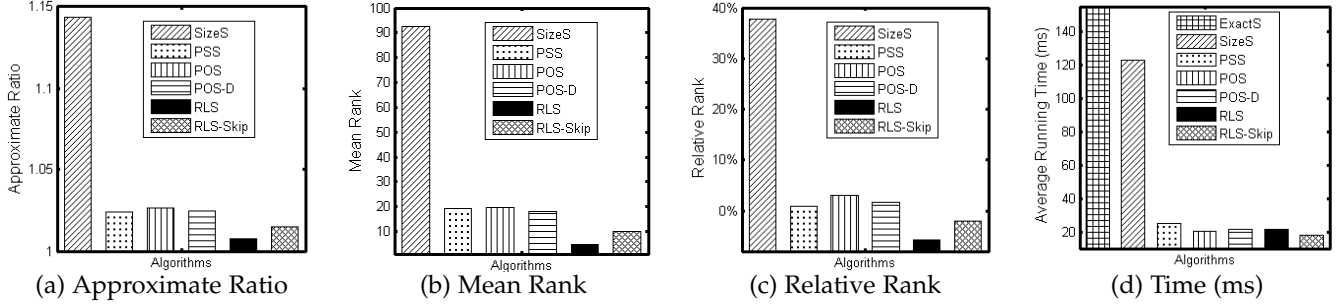 1.15
1.1
1.05
1
Approximate Ratio
SizeS
PSS
POS
POS-D
RLS
RLS-Skip
Algorithms
(a) Approximate Ratio
100
90
80
70
60
50
40
30
20
10
Mean Rank
SizeS
PSS
POS
POS-D
RLS
RLS-Skip
Algorithms
(b) Mean Rank
40%
30%
20%
10%
0%
Relative Rank
SizeS
PSS
POS
POS-D
RLS
RLS-Skip
Algorithms
(c) Relative Rank
140
120
100
80
60
40
20
Average Running Time (ms)
ExactS
SizeS
PSS
POS
POS-D
RLS
RLS-Skip
Algorithms
(d) Time (ms)